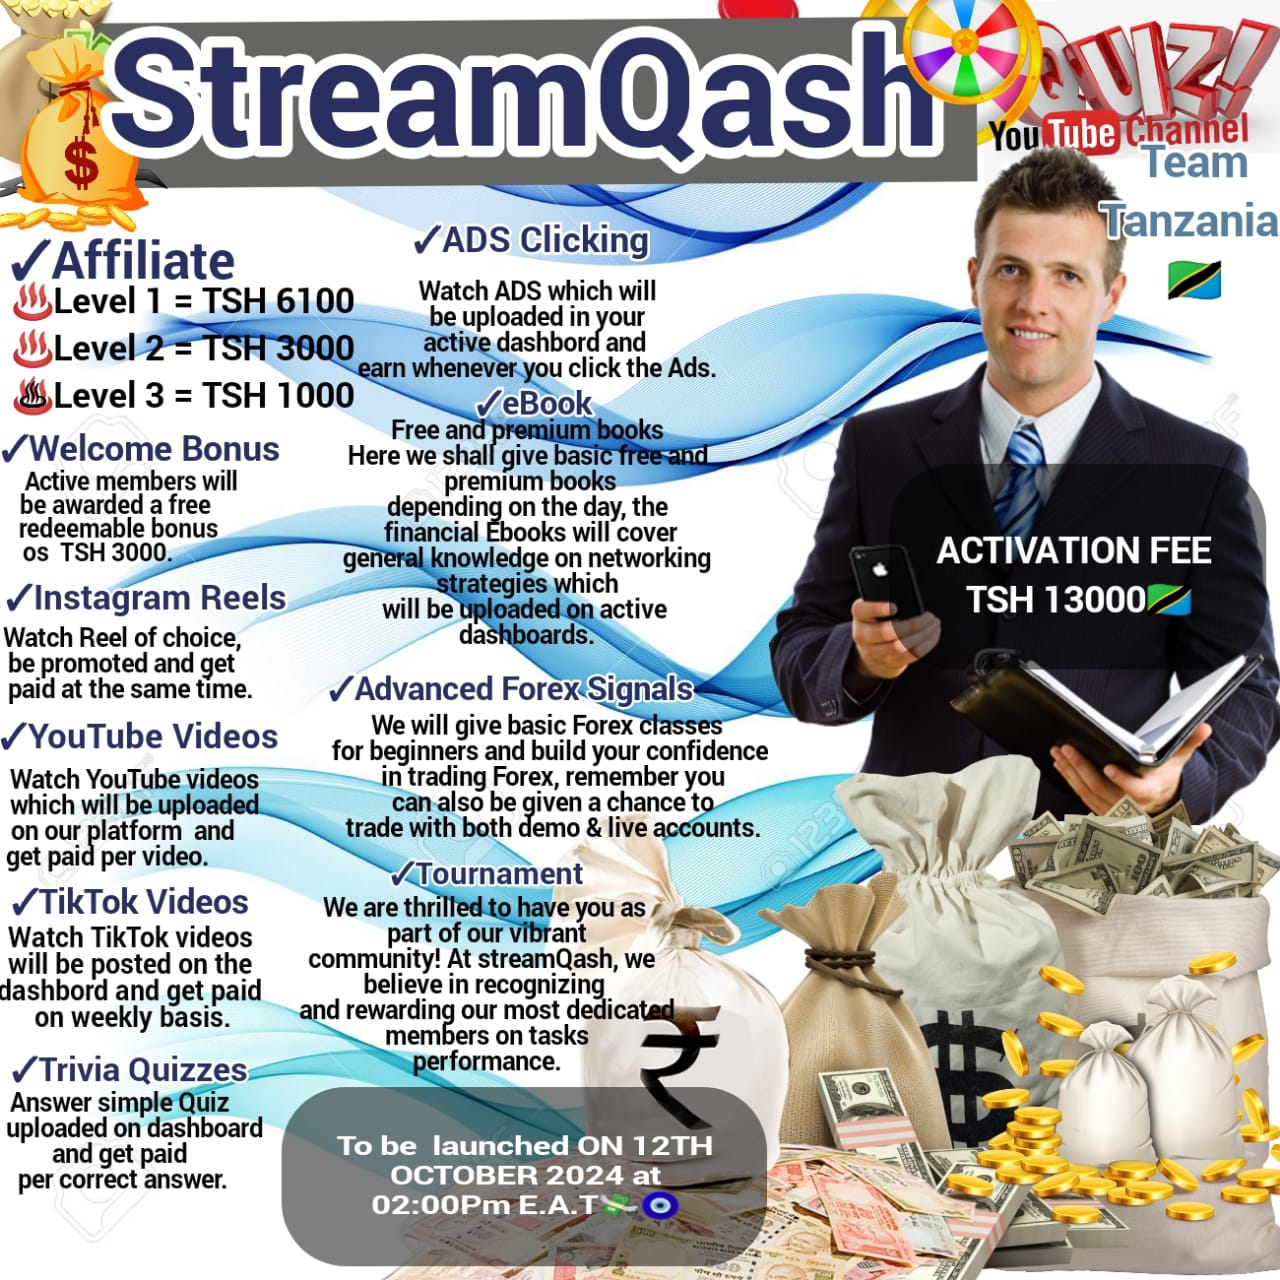 StreamQash
QUIZ!
YouTube Channel
Team
Tanzania
$
✓Affiliate
♨Level 1 = TSH 6100
♨Level 2 = TSH 3000
♨Level 3 = TSH 1000
✓Welcome Bonus
Active members will
be awarded a free
redeemable bonus
os TSH 3000.
✓Instagram Reels
Watch Reel of choice,
be promoted and get
paid at the same time.
✓YouTube Videos
Watch YouTube videos
which will be uploaded
on our platform and
get paid per video.
✓TikTok Videos
Watch TikTok videos
will be posted on the
dashbord and get paid
on weekly basis.
✓Trivia Quizzes
Answer simple Quiz
uploaded on dashboard
and get paid
per correct answer.
✓ADS Clicking
Watch ADS which will
be uploaded in your
active dashbord and
earn whenever you click the Ads.
✓eBook
Free and premium books
Here we shall give basic free and
premium books
depending on the day, the
financial Ebooks will cover
general knowledge on networking
strategies which
will be uploaded on active
dashboards.
✓Advanced Forex Signals
We will give basic Forex classes
for beginners and build your confidence
in trading Forex, remember you
can also be given a chance to
trade with both demo & live accounts.
✓Tournament
We are thrilled to have you as
part of our vibrant
community! At streamQash, we
believe in recognizing
and rewarding our most dedicated
members on tasks
performance.
ACTIVATION FEE
TSH 13000
₹
$
To be launched ON 12TH
OCTOBER 2024 at
02:00Pm E.A.T